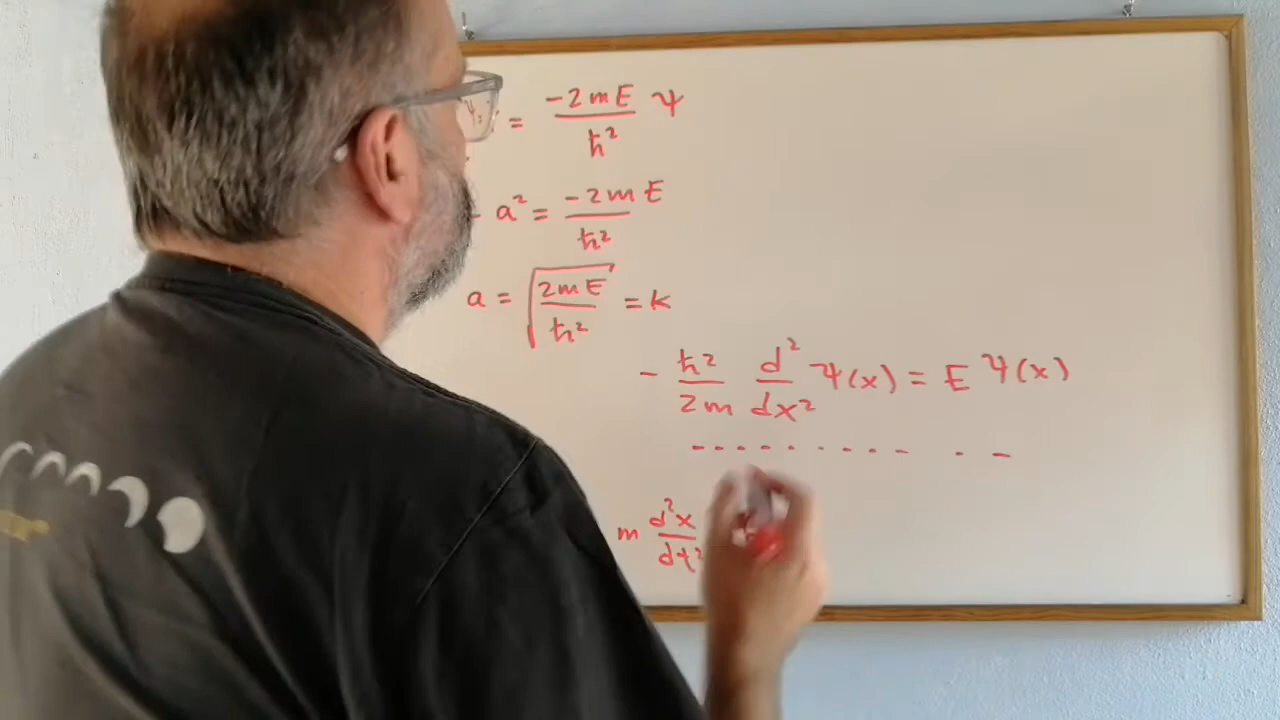 = -2mE/ℏ² ψ
a² = -2mE/ℏ²
a = √(2mE/ℏ²) = k
- ℏ²/2m d²/dx² ψ(x) = E ψ(x)
m d²x/dt²